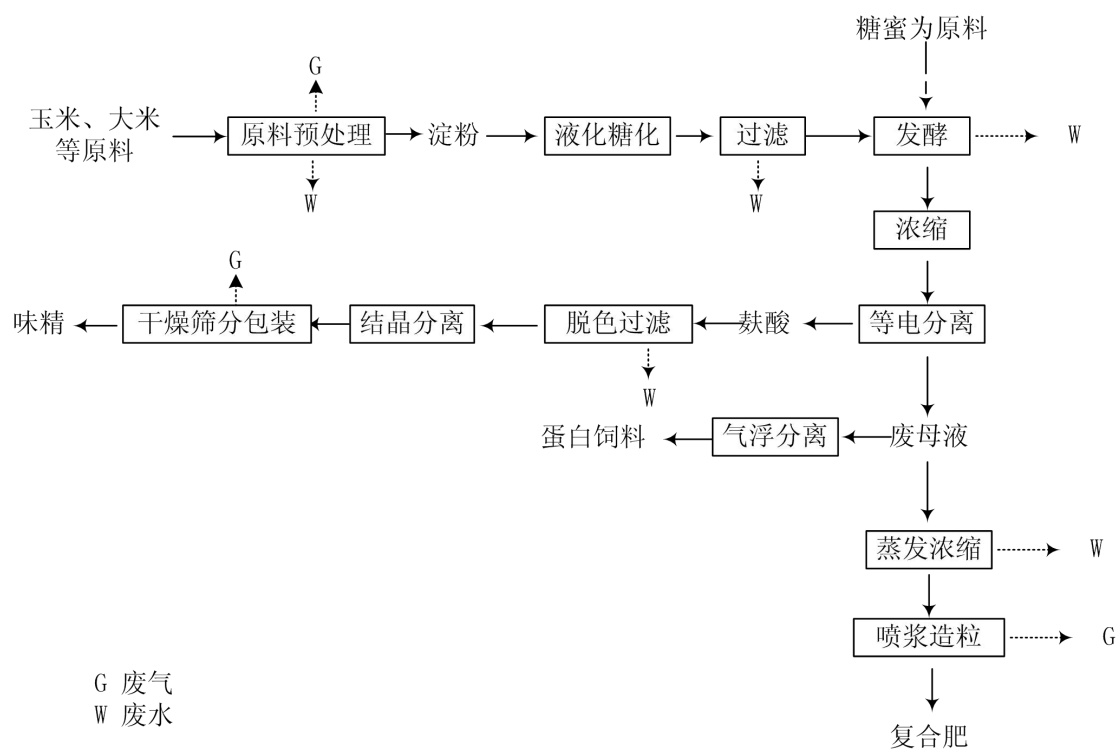 糖蜜为原料
G
玉米、大米
等原料
原料预处理
淀粉
液化糖化
过滤
发酵
W
W
W
浓缩
G
味精
干燥筛分包装
结晶分离
脱色过滤
麸酸
等电分离
W
蛋白饲料
气浮分离
废母液
蒸发浓缩
W
喷浆造粒
G
G 废气
W 废水
复合肥